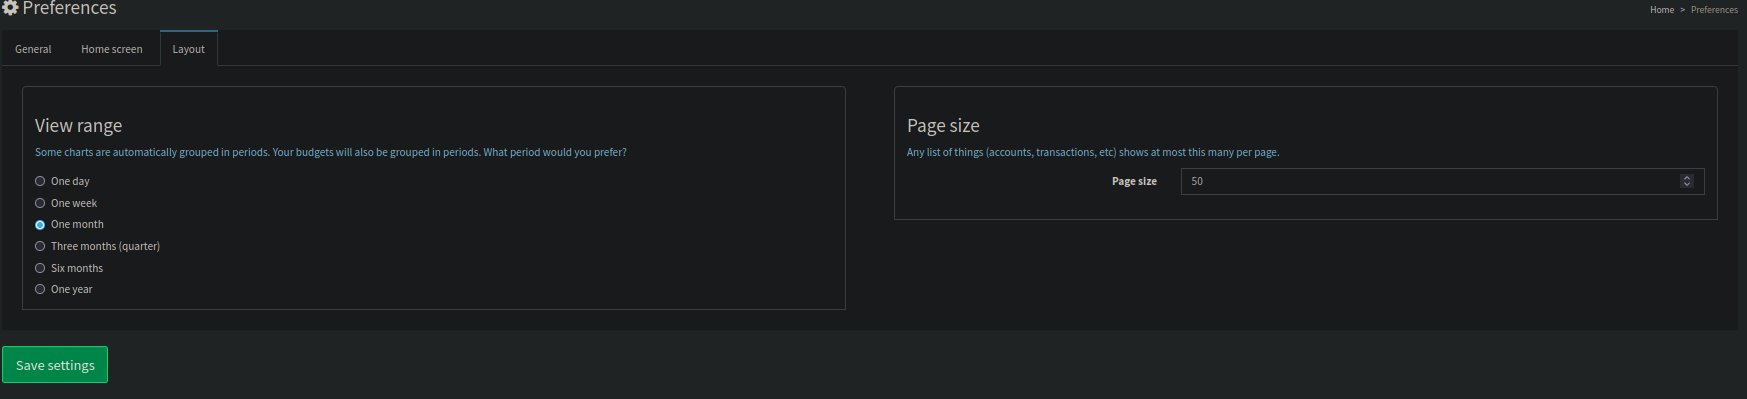 Preferences
Home > Preferences
General Home screen Layout
View range
Some charts are automatically grouped in periods. Your budgets will also be grouped in periods. What period would you prefer?
One day
One week
One month
Three months (quarter)
Six months
One year
Page size
Any list of things (accounts, transactions, etc) shows at most this many per page.
Page size 50
Save settings